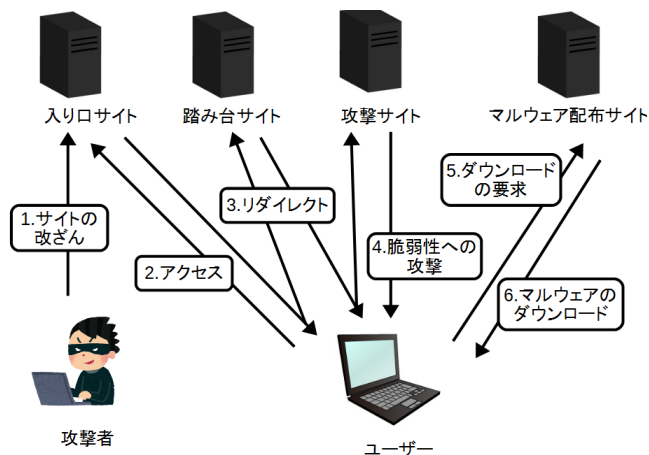 入り口サイト
踏み台サイト
攻撃サイト
マルウェア配布サイト
1.サイトの
改ざん
2.アクセス
3.リダイレクト
4.脆弱性への
攻撃
5.ダウンロード
の要求
6.マルウェアの
ダウンロード
攻撃者
ユーザー